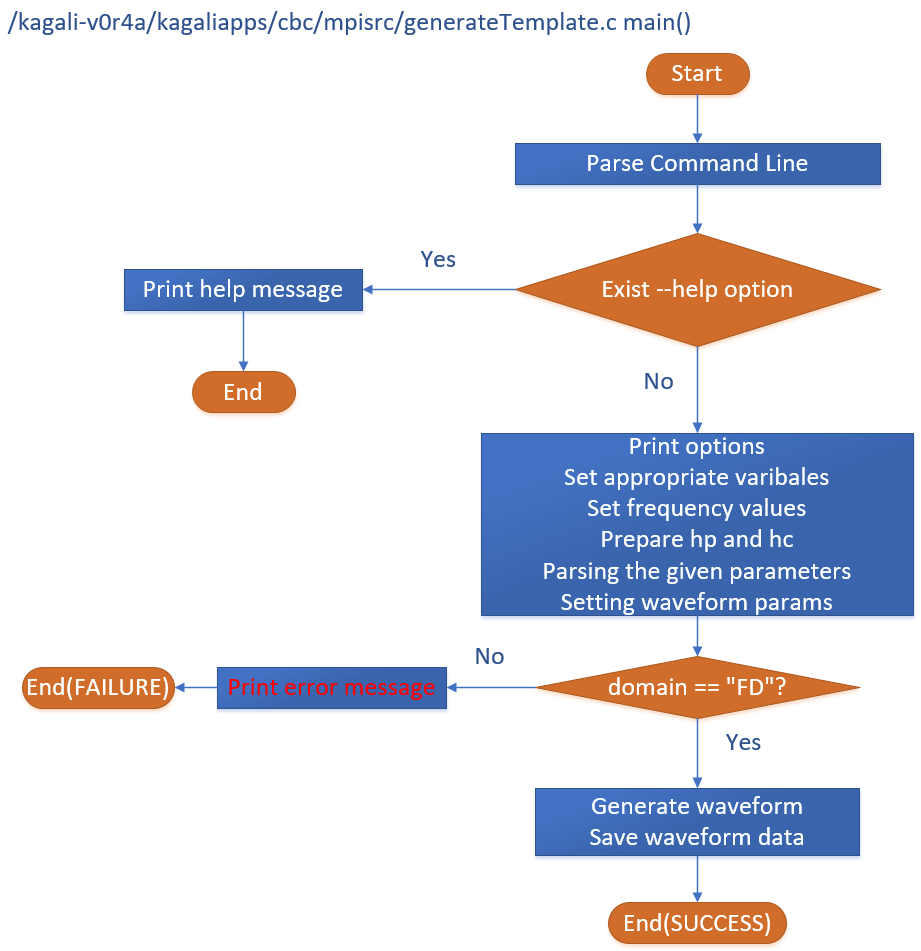 /kagali-v0r4a/kagaliapps/cbc/mpisrc/generateTemplate.c main()
Start
Parse Command Line
Exist --help option
Yes
Print help message
End
No
Print options
Set appropriate varibales
Set frequency values
Prepare hp and hc
Parsing the given parameters
Setting waveform params
domain == "FD"?
No
Print error message
End(FAILURE)
Yes
Generate waveform
Save waveform data
End(SUCCESS)